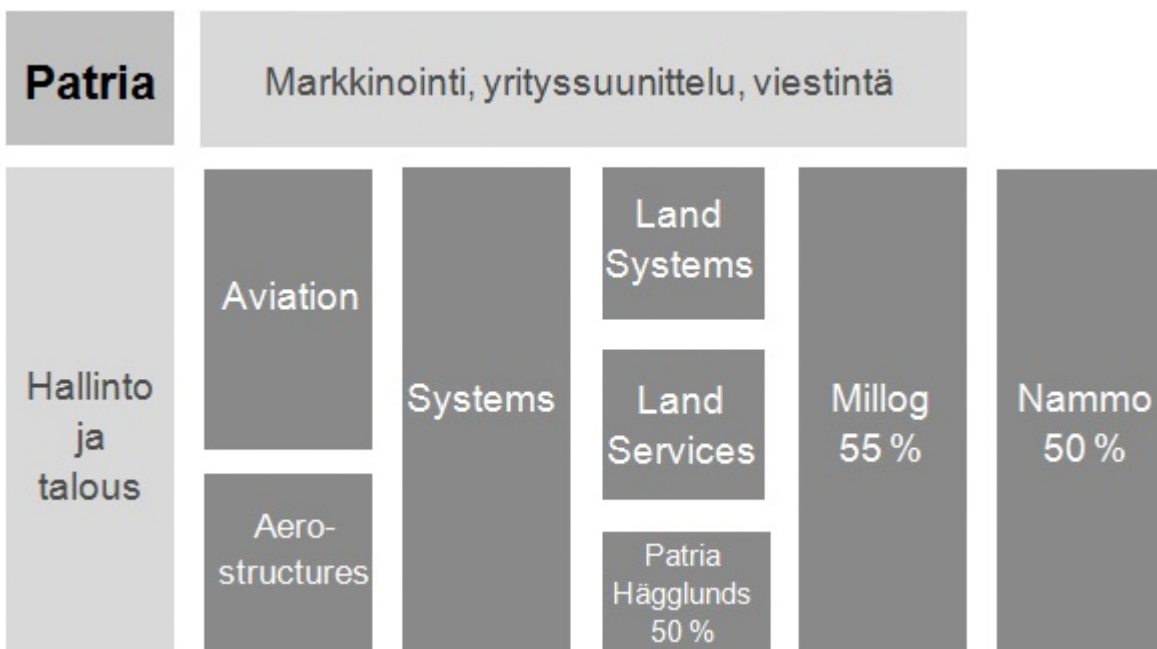 Patria
Markkinointi, yrityssuunittelu, viestintä
Hallinto
ja
talous
Aviation
Aero-
structures
Systems
Land
Systems
Land
Services
Patria
Hägglunds
50 %
Millog
55 %
Nammo
50 %